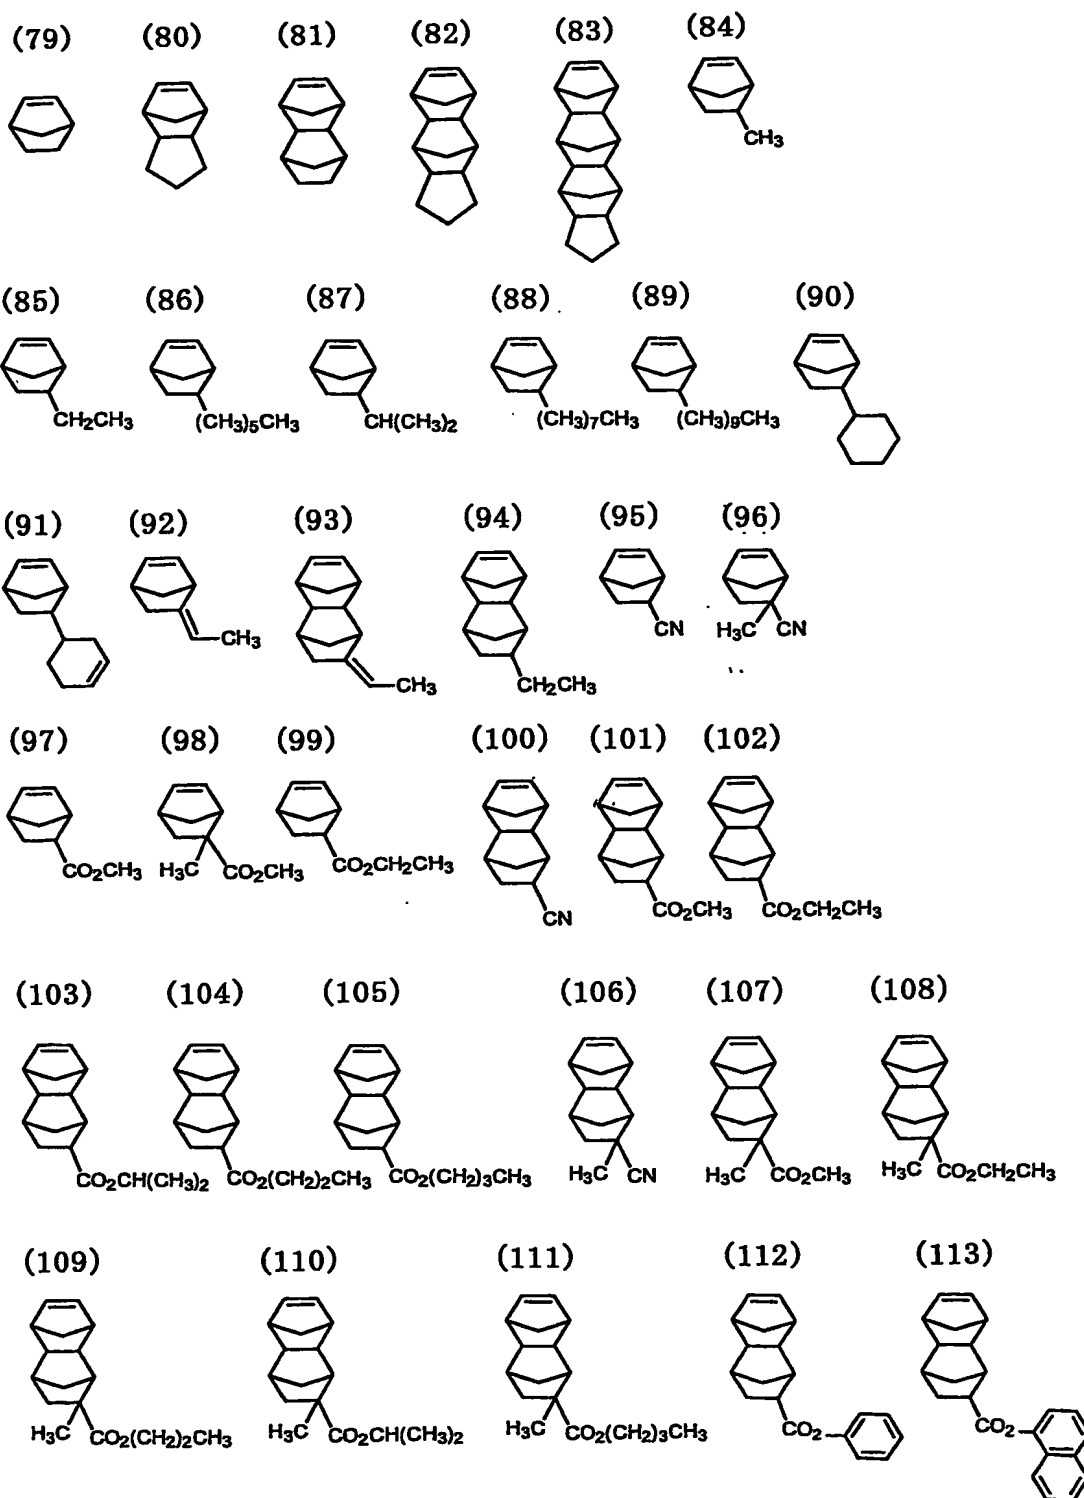 (79) (80) (81) (82) (83) (84)
CH3
(85) (86) (87) (88) (89) (90)
CH2CH3 (CH3)5CH3 CH(CH3)2 (CH3)7CH3 (CH3)9CH3
(91) (92) (93) (94) (95) (96)
CH3 CH3 CH2CH3 CN H3C CN
(97) (98) (99) (100) (101) (102)
CO2CH3 H3C CO2CH3 CO2CH2CH3 CN CO2CH3 CO2CH2CH3
(103) (104) (105) (106) (107) (108)
CO2CH(CH3)2 CO2(CH2)2CH3 CO2(CH2)3CH3 H3C CN H3C CO2CH3 H3C CO2CH2CH3
(109) (110) (111) (112) (113)
H3C CO2(CH2)2CH3 H3C CO2CH(CH3)2 H3C CO2(CH2)3CH3 CO2 CO2